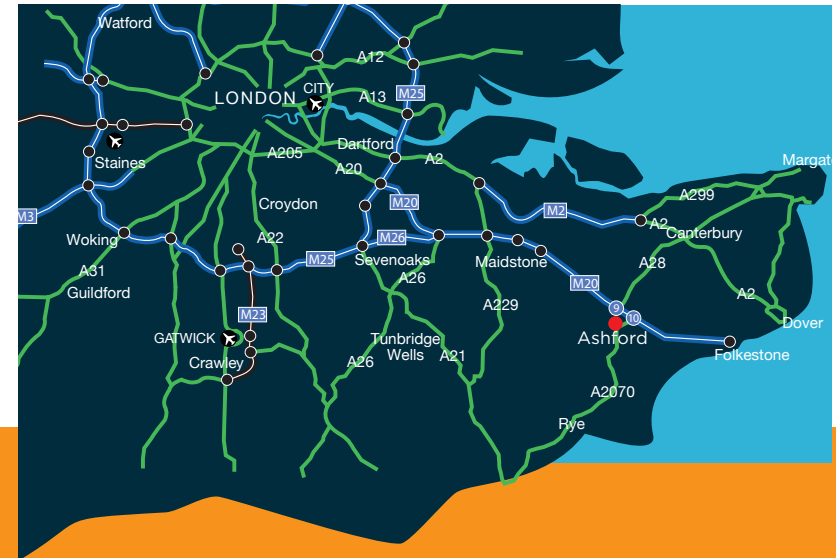 Watford
A12
CITY
LONDON
M25
A13
Dartford
A205
A2
Staines
A20
Margat
A299
M20
Croydon
M2
M3
A2
Canterbury
Woking
A22
M26
M25
Sevenoaks
Maidstone
A28
A31
A26
M20
Guildford
A2
A229
9
10
M23
Dover
GATWICK
Tunbridge
Wells
Ashford
Folkestone
Crawley
A26
A21
A2070
Rye